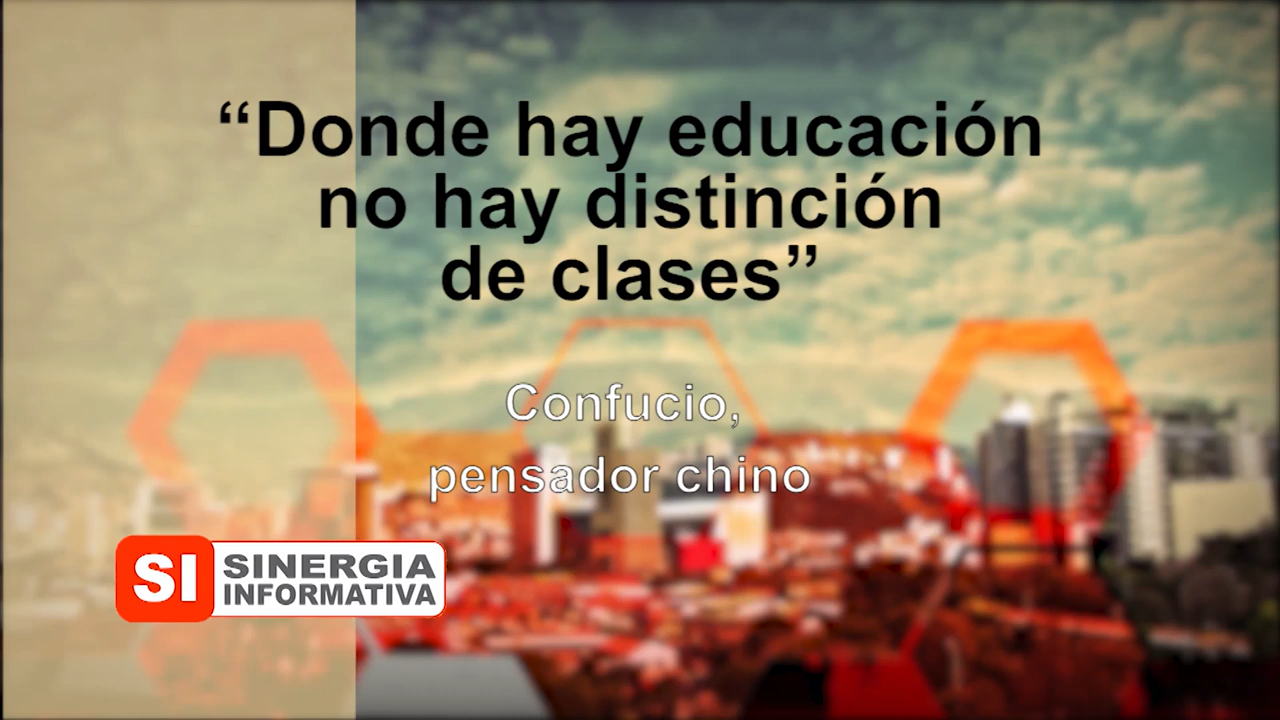 “Donde hay educación
no hay distinción
de clases”
Confucio,
pensador chino
SI SINERGIA
INFORMATIVA